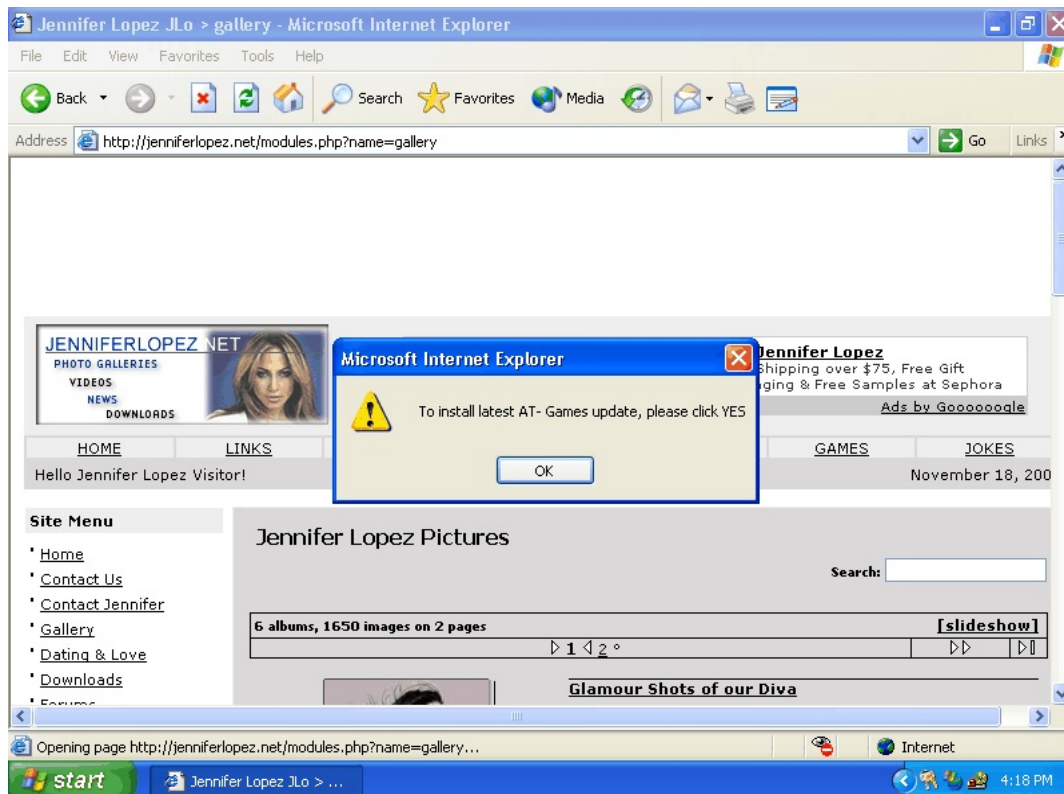 Jennifer Lopez JLo > gallery - Microsoft Internet Explorer
File Edit View Favorites Tools Help
Back Search Favorites Media
Address http://jenniferlopez.net/modules.php?name=gallery Go Links
JENNIFERLOPEZ NET
PHOTO GALLERIES
VIDEOS
NEWS
DOWNLOADS
Jennifer Lopez
Shipping over $75, Free Gift
ging & Free Samples at Sephora
Ads by Goooooogle
Microsoft Internet Explorer
To install latest AT- Games update, please click YES
OK
HOME LINKS GAMES JOKES
Hello Jennifer Lopez Visitor! November 18, 200
Site Menu
Home
Contact Us
Contact Jennifer
Gallery
Dating & Love
Downloads
Forums
Jennifer Lopez Pictures
Search:
6 albums, 1650 images on 2 pages [slideshow]
1 2
Glamour Shots of our Diva
Opening page http://jenniferlopez.net/modules.php?name=gallery... Internet
start Jennifer Lopez JLo > ... 4:18 PM